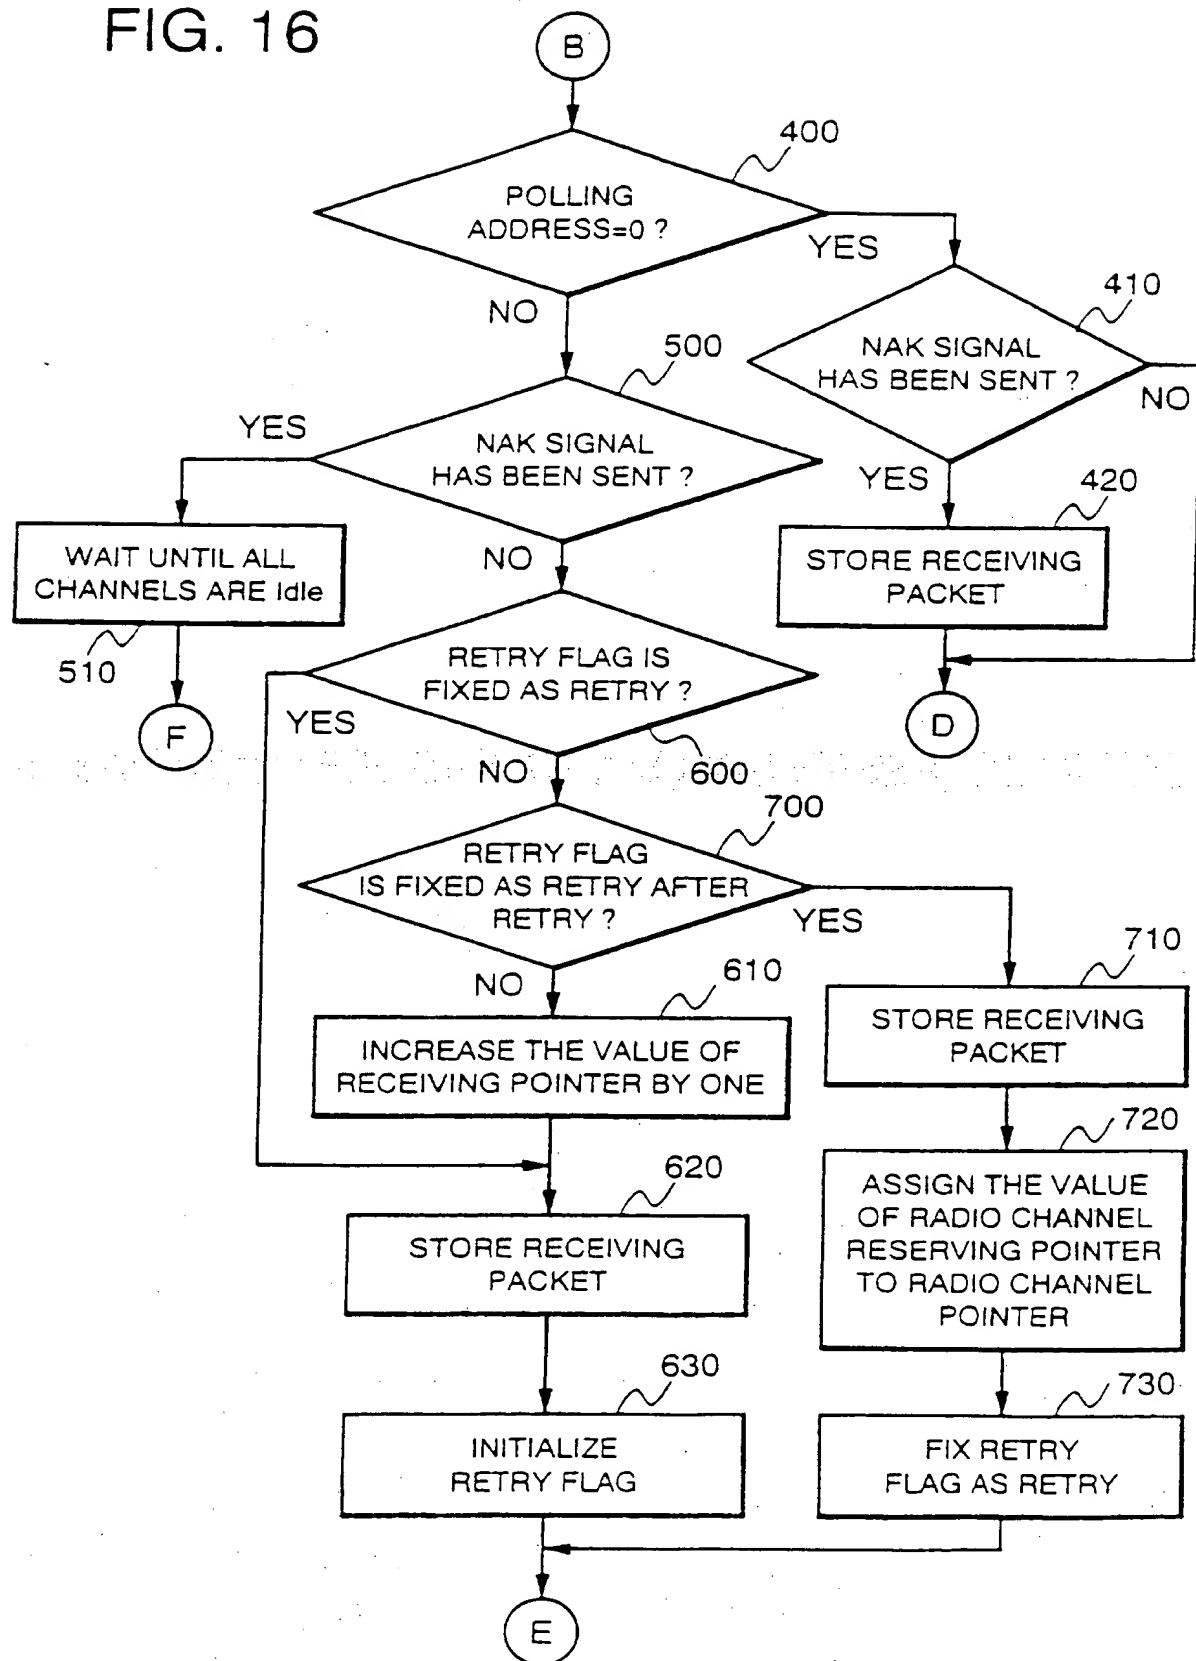 FIG. 16
B
400
POLLING
ADDRESS=0 ?
YES
NO
410
NAK SIGNAL
HAS BEEN SENT ?
NO
YES
500
YES
NAK SIGNAL
HAS BEEN SENT ?
NO
420
STORE RECEIVING
PACKET
WAIT UNTIL ALL
CHANNELS ARE Idle
510
F
RETRY FLAG IS
FIXED AS RETRY ?
YES
NO
600
D
700
RETRY FLAG
IS FIXED AS RETRY AFTER
RETRY ?
YES
NO
610
INCREASE THE VALUE OF
RECEIVING POINTER BY ONE
710
STORE RECEIVING
PACKET
620
STORE RECEIVING
PACKET
720
ASSIGN THE VALUE
OF RADIO CHANNEL
RESERVING POINTER
TO RADIO CHANNEL
POINTER
630
INITIALIZE
RETRY FLAG
730
FIX RETRY
FLAG AS RETRY
E